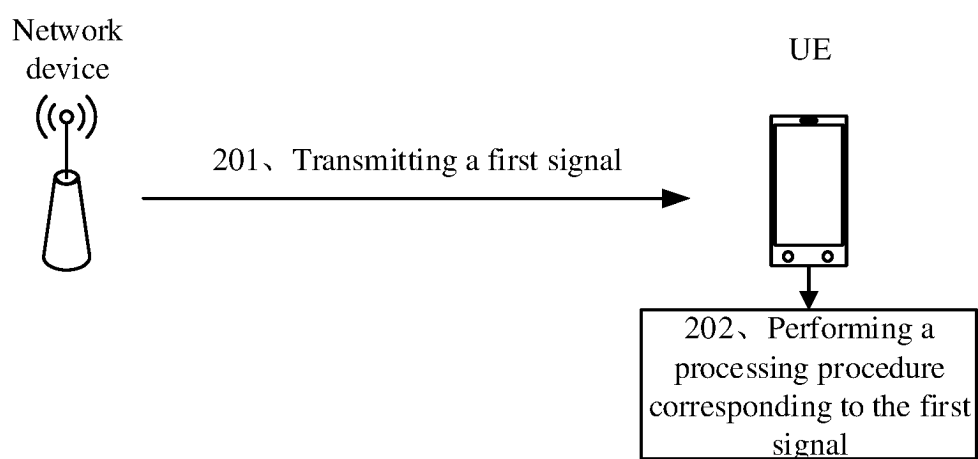 Network
device
UE
201、Transmitting a first signal
202、Performing a
processing procedure
corresponding to the first
signal